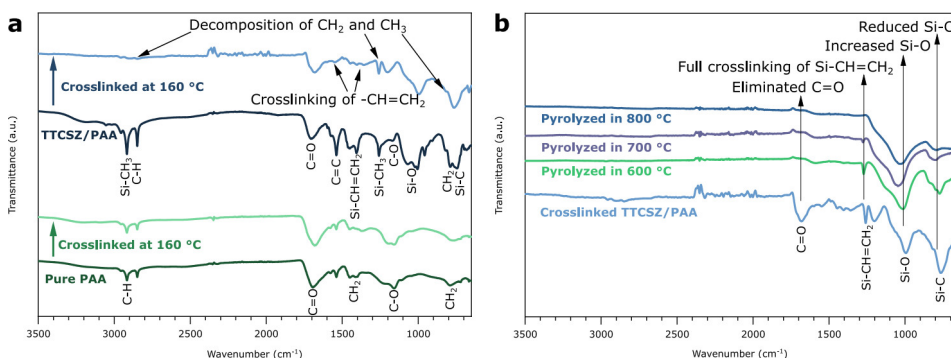 a
Decomposition of CH₂ and CH₃
Crosslinked at 160 °C
Crosslinking of -CH=CH₂
TTCSZ/PAA
Si-CH₃
C-H
C=O
C=C
Si-CH=CH₂
Si-CH₃
C-O
Si-O
CH₂
Si-C
Crosslinked at 160 °C
Pure PAA
C-H
C=O
CH₂
C-O
CH₂
Transmittance (a.u.)
3500 3000 2500 2000 1500 1000
Wavenumber (cm⁻¹)
b
Reduced Si-C
Increased Si-O
Full crosslinking of Si-CH=CH₂
Eliminated C=O
Pyrolyzed in 800 °C
Pyrolyzed in 700 °C
Pyrolyzed in 600 °C
Crosslinked TTCSZ/PAA
C=O
Si-CH=CH₂
Si-O
Si-C
Transmittance (a.u.)
3500 3000 2500 2000 1500 1000
Wavenumber (cm⁻¹)